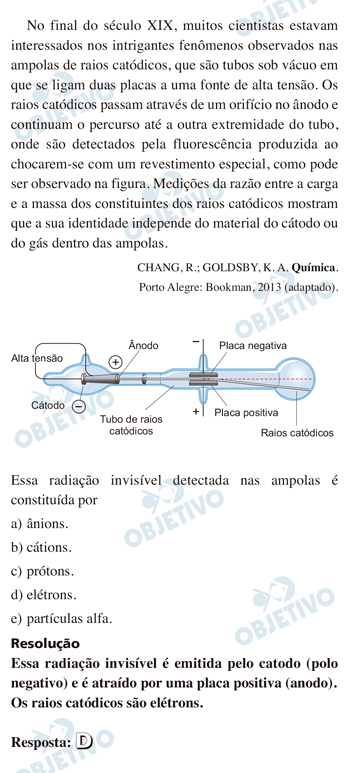 No final do século XIX, muitos cientistas estavam
interessados nos intrigantes fenômenos observados nas
ampolas de raios catódicos, que são tubos sob vácuo em
que se ligam duas placas a uma fonte de alta tensão. Os
raios catódicos passam através de um orifício no ânodo e
continuam o percurso até a outra extremidade do tubo,
onde são detectados pela fluorescência produzida ao
chocarem-se com um revestimento especial, como pode
ser observado na figura. Medições da razão entre a carga
e a massa dos constituintes dos raios catódicos mostram
que a sua identidade independe do material do cátodo ou
do gás dentro das ampolas.
CHANG, R.; GOLDSBY, K. A. Química.
Porto Alegre: Bookman, 2013 (adaptado).
Alta tensão
Ânodo
+
−
Placa negativa
Cátodo
−
Tubo de raios
catódicos
+
Placa positiva
Raios catódicos
Essa radiação invisível detectada nas ampolas é
constituída por
a) ânions.
b) cátions.
c) prótons.
d) elétrons.
e) partículas alfa.
Resolução
Essa radiação invisível é emitida pelo catodo (polo
negativo) e é atraído por uma placa positiva (anodo).
Os raios catódicos são elétrons.
Resposta: D
OBJETIVO
OBJETIVO
OBJETIVO
OBJETIVO
OBJETIVO
OBJETIVO
OBJETIVO